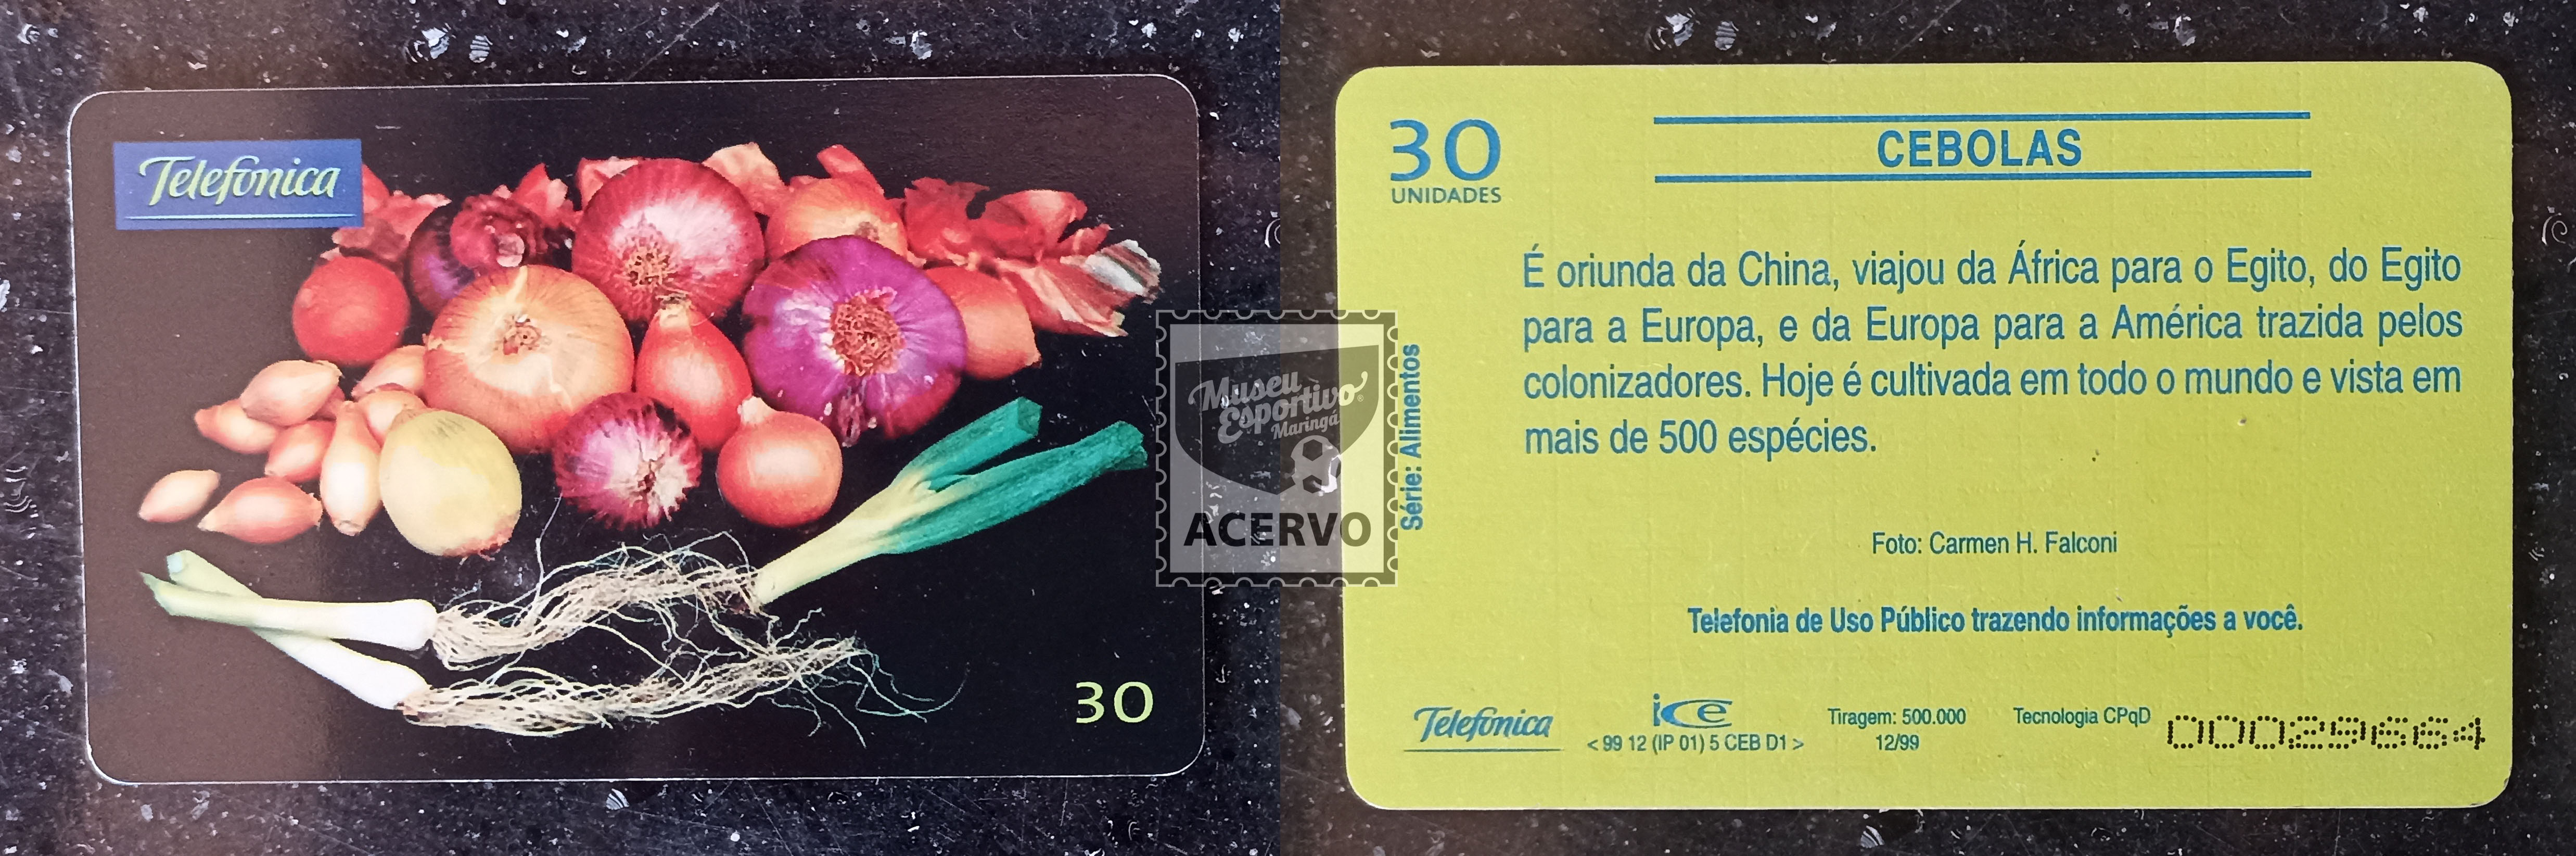 Telefonica
30
30
UNIDADES
CEBOLAS
É oriunda da China, viajou da África para o Egito, do Egito
para a Europa, e da Europa para a América trazida pelos
colonizadores. Hoje é cultivada em todo o mundo e vista em
mais de 500 espécies.
Série: Alimentos
Foto: Carmen H. Falconi
Telefonia de Uso Público trazendo informações a você.
Telefonica
ice
< 99 12 (IP 01) 5 CEB D1 >
Tiragem: 500.000
12/99
Tecnologia CPqD
00029664
Museu
Esportivo®
Maringá
ACERVO